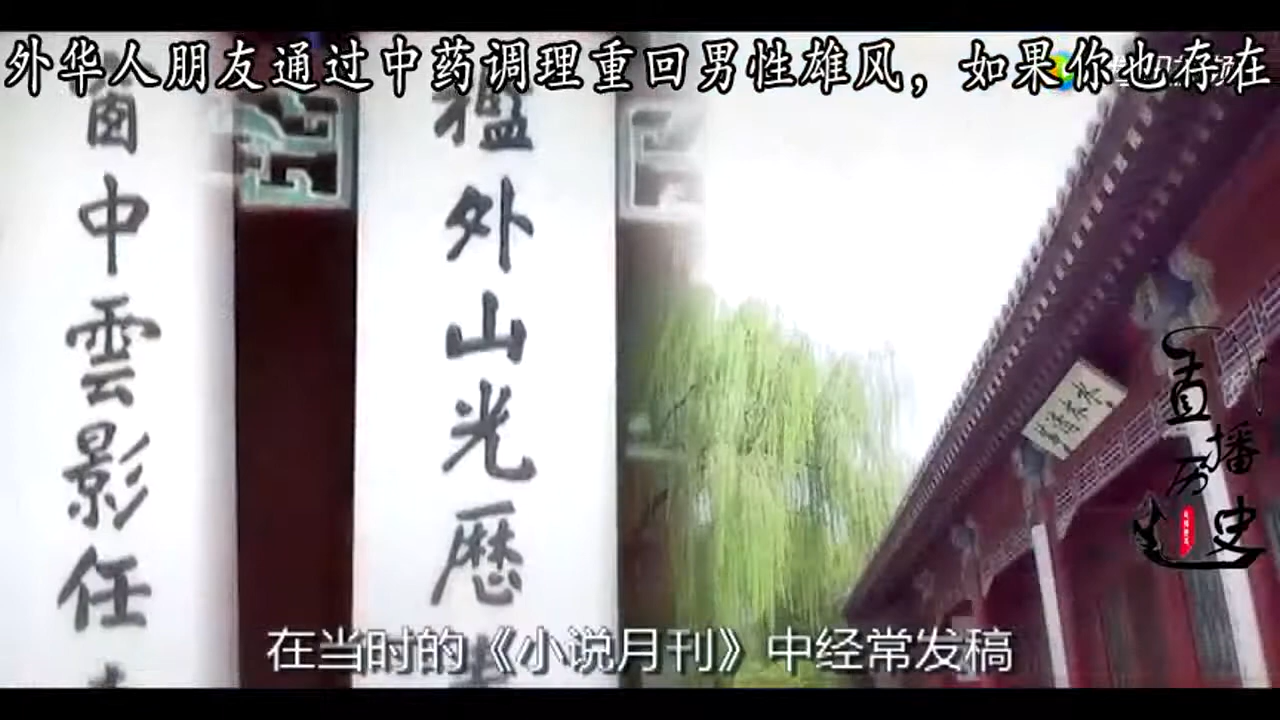 外华人朋友通过中药调理重回男性雄风，如果你也存在
窗中雲影任
檻外山光歷
直播历史
在当时的《小说月刊》中经常发稿